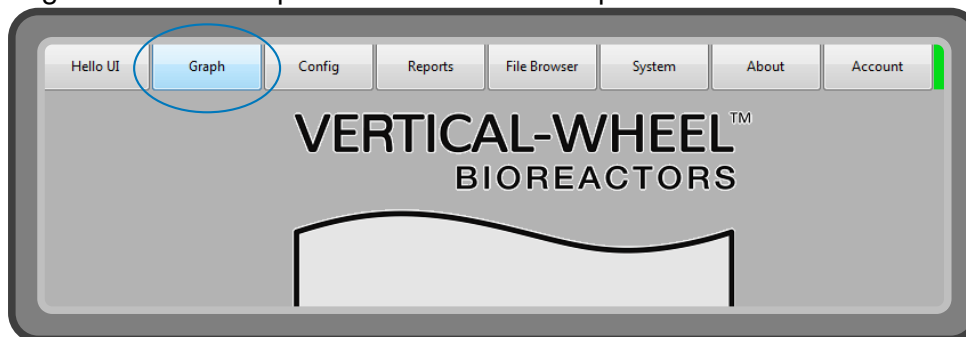 Hello UI Graph Config Reports File Browser System About Account
VERTICAL-WHEEL™
BIOREACTORS